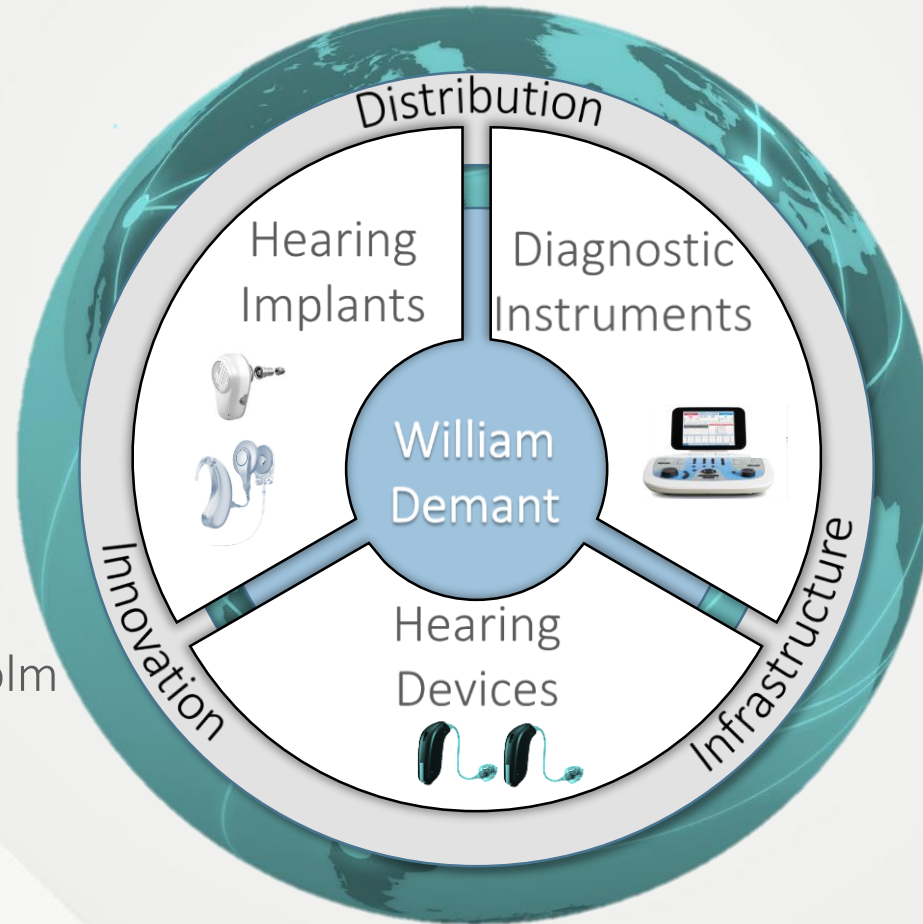 Distribution
Hearing
Implants
Diagnostic
Instruments
William
Demant
Hearing
Devices
Innovation
Infrastructure